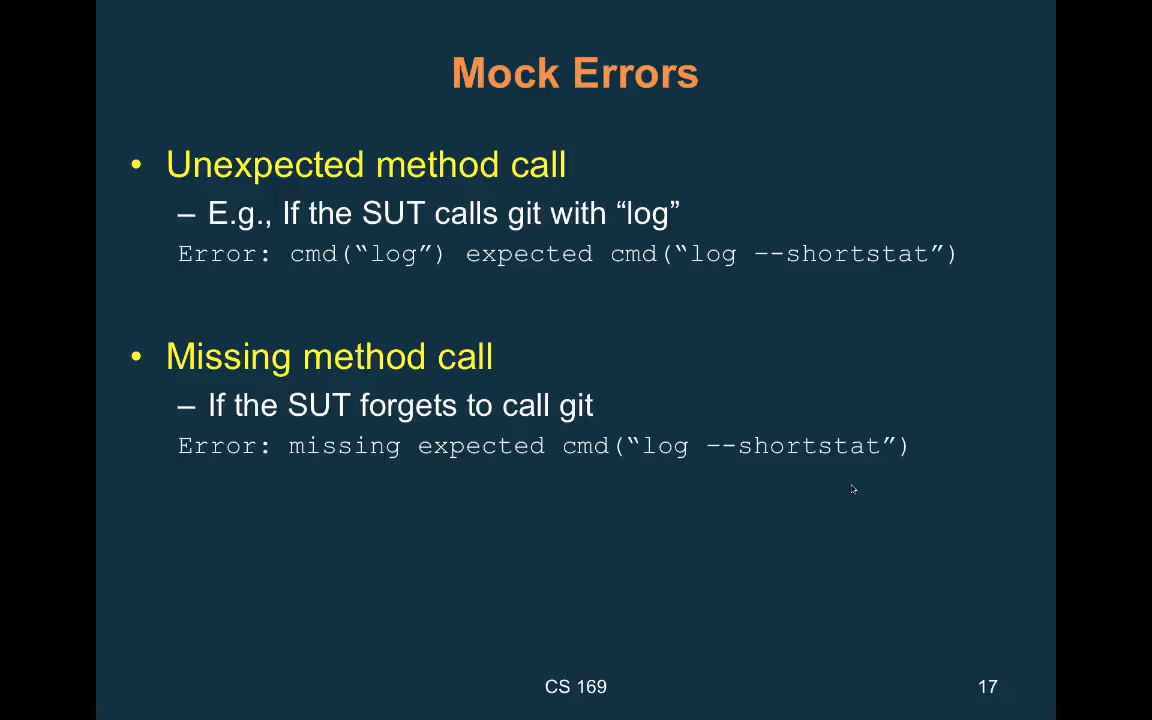 Mock Errors
• Unexpected method call
– E.g., If the SUT calls git with “log”
Error: cmd(“log”) expected cmd(“log –-shortstat”)
• Missing method call
– If the SUT forgets to call git
Error: missing expected cmd(“log –-shortstat”)
CS 169
17